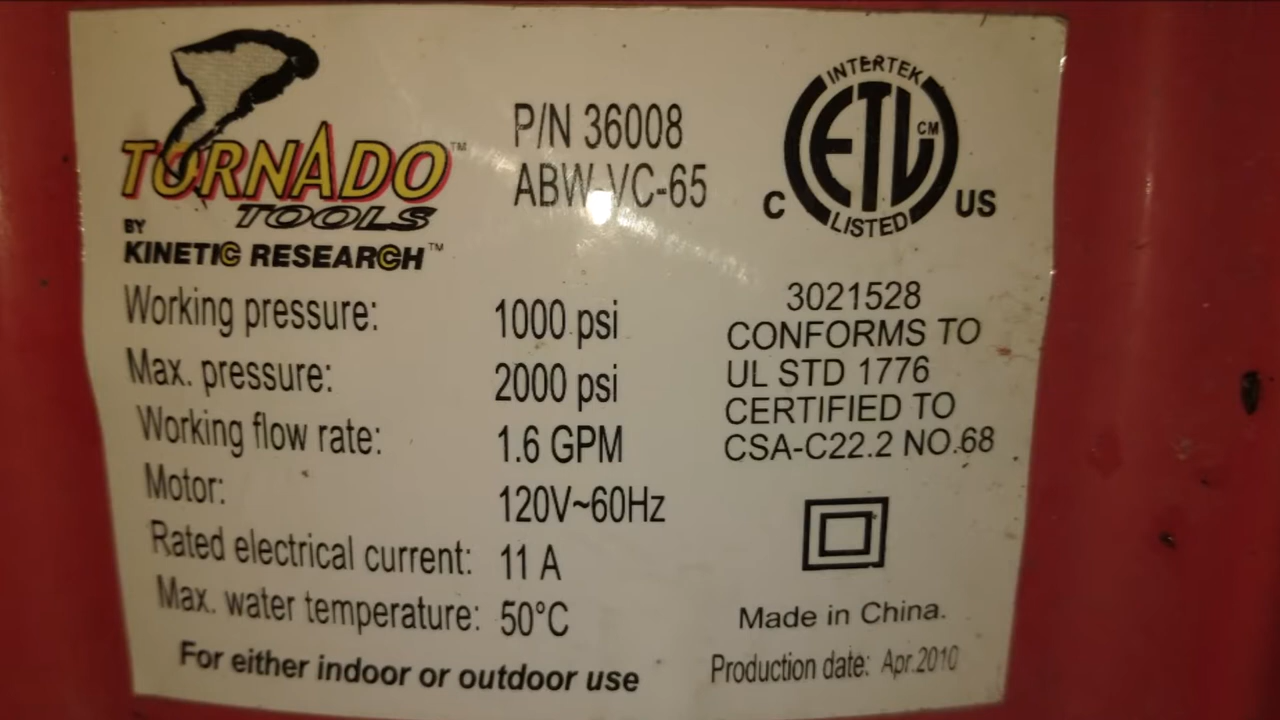 TORNADO™
TOOLS
BY
KINETIC RESEARCH™
P/N 36008
ABW-VC-65
INTERTEK
ETL CM
LISTED
C US
Working pressure: 1000 psi
Max. pressure: 2000 psi
Working flow rate: 1.6 GPM
Motor: 120V~60Hz
Rated electrical current: 11 A
Max. water temperature: 50°C
For either indoor or outdoor use
3021528
CONFORMS TO
UL STD 1776
CERTIFIED TO
CSA-C22.2 NO.68
Made in China.
Production date: Apr.2010